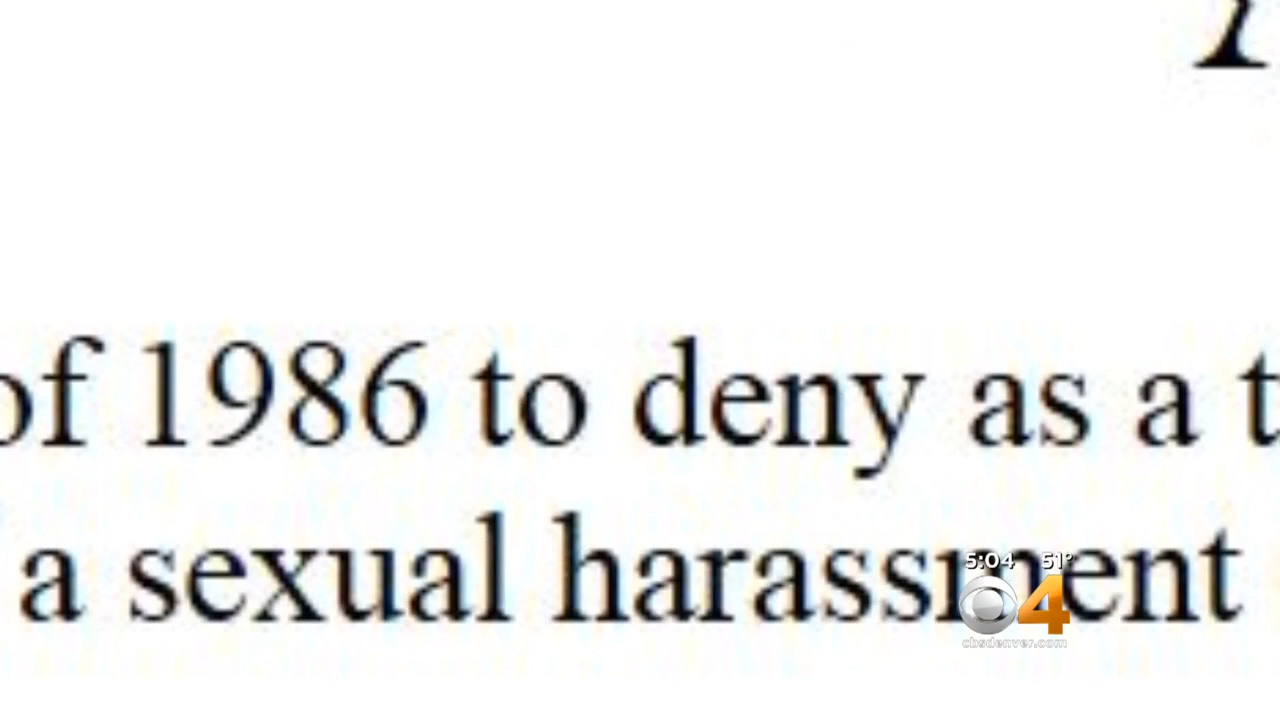 of 1986 to deny as a t
a sexual harassment
5:04 51°
4
cbsdenver.com